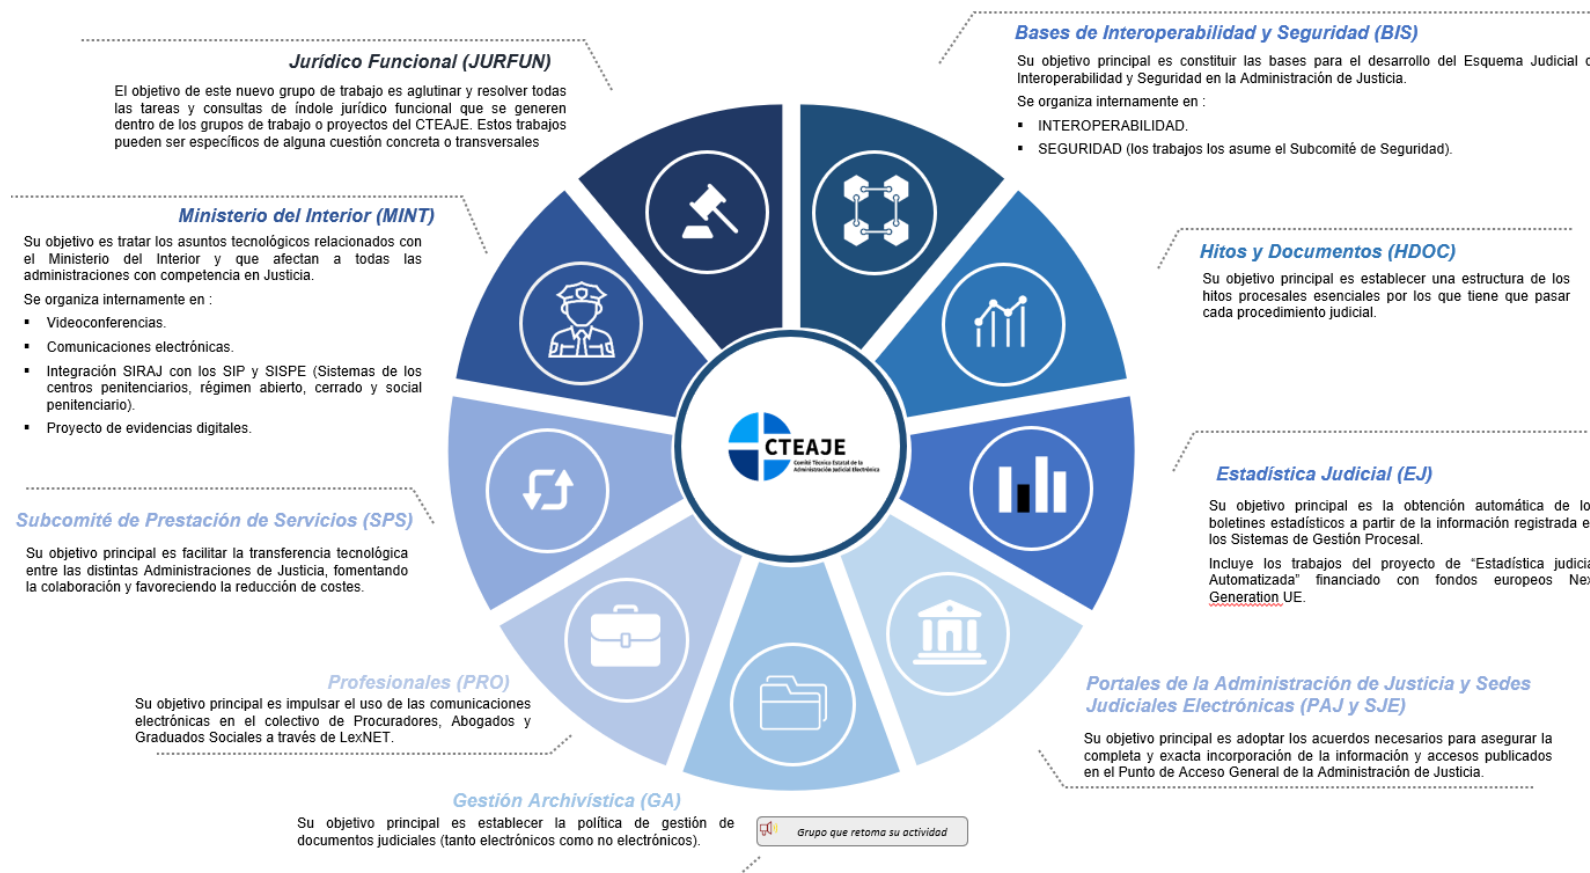 Jurídico Funcional (JURFUN)
El objetivo de este nuevo grupo de trabajo es aglutinar y resolver todas
las tareas y consultas de índole jurídico funcional que se generen
dentro de los grupos de trabajo o proyectos del CTEAJE. Estos trabajos
pueden ser específicos de alguna cuestión concreta o transversales
Ministerio del Interior (MINT)
Su objetivo es tratar los asuntos tecnológicos relacionados con
el Ministerio del Interior y que afectan a todas las
administraciones con competencia en Justicia.
Se organiza internamente en :
▪ Videoconferencias.
▪ Comunicaciones electrónicas.
▪ Integración SIRAJ con los SIP y SISPE (Sistemas de los
centros penitenciarios, régimen abierto, cerrado y social
penitenciario).
▪ Proyecto de evidencias digitales.
Subcomité de Prestación de Servicios (SPS)
Su objetivo principal es facilitar la transferencia tecnológica
entre las distintas Administraciones de Justicia, fomentando
la colaboración y favoreciendo la reducción de costes.
Profesionales (PRO)
Su objetivo principal es impulsar el uso de las comunicaciones
electrónicas en el colectivo de Procuradores, Abogados y
Graduados Sociales a través de LexNET.
Gestión Archivística (GA)
Su objetivo principal es establecer la política de gestión de
documentos judiciales (tanto electrónicos como no electrónicos).
Grupo que retoma su actividad
CTEAJE
Comité Técnico Estatal de la
Administración Judicial Electrónica
Bases de Interoperabilidad y Seguridad (BIS)
Su objetivo principal es constituir las bases para el desarrollo del Esquema Judicial
Interoperabilidad y Seguridad en la Administración de Justicia.
Se organiza internamente en :
▪ INTEROPERABILIDAD.
▪ SEGURIDAD (los trabajos los asume el Subcomité de Seguridad).
Hitos y Documentos (HDOC)
Su objetivo principal es establecer una estructura de los
hitos procesales esenciales por los que tiene que pasar
cada procedimiento judicial.
Estadística Judicial (EJ)
Su objetivo principal es la obtención automática de lo
boletines estadísticos a partir de la información registrada e
los Sistemas de Gestión Procesal.
Incluye los trabajos del proyecto de “Estadística judicia
Automatizada” financiado con fondos europeos Nex
Generation UE.
Portales de la Administración de Justicia y Sedes
Judiciales Electrónicas (PAJ y SJE)
Su objetivo principal es adoptar los acuerdos necesarios para asegurar la
completa y exacta incorporación de la información y accesos publicados
en el Punto de Acceso General de la Administración de Justicia.